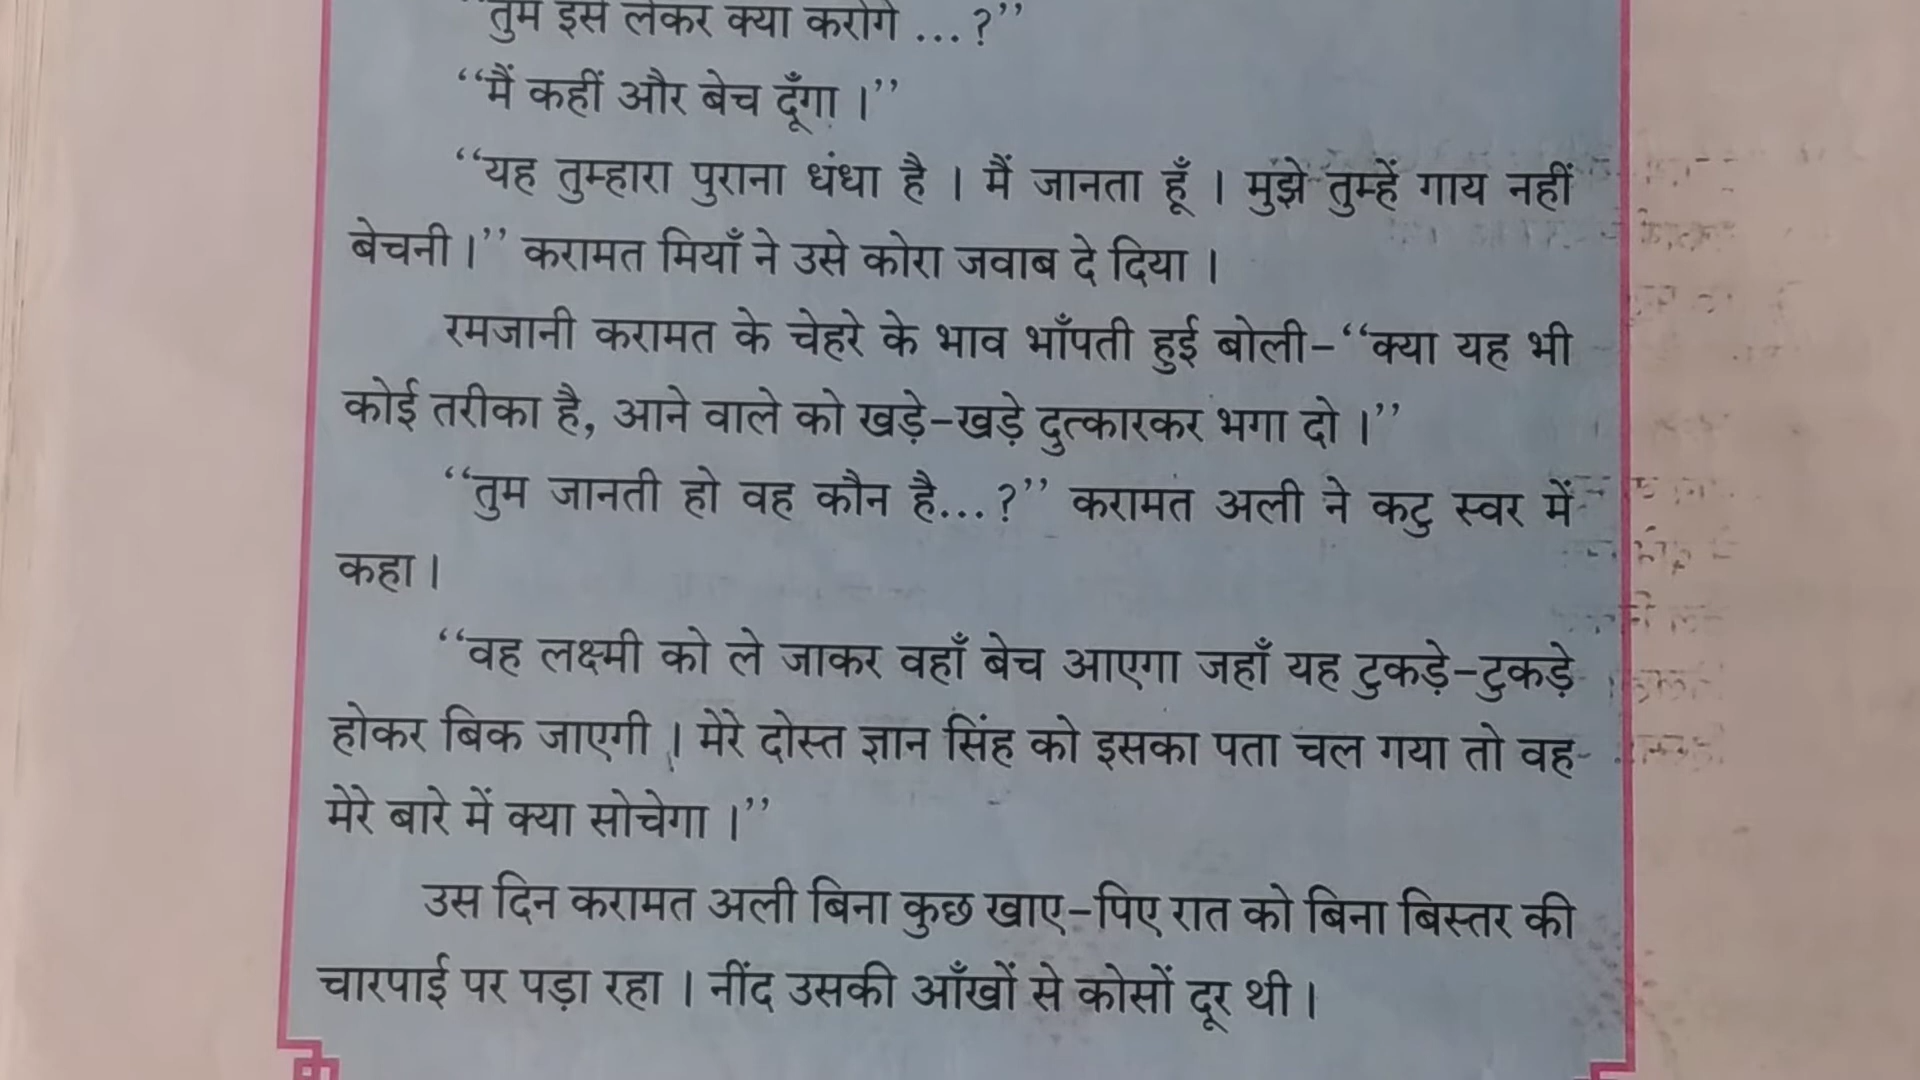 “तुम इसे लेकर क्या करोगे ...?”
“मैं कहीं और बेच दूँगा ।”
“यह तुम्हारा पुराना धंधा है । मैं जानता हूँ । मुझे तुम्हें गाय नहीं
बेचनी ।” करामत मियाँ ने उसे कोरा जवाब दे दिया ।
रमजानी करामत के चेहरे के भाव भाँपती हुई बोली-“क्या यह भी
कोई तरीका है, आने वाले को खड़े-खड़े दुत्कारकर भगा दो ।”
“तुम जानती हो वह कौन है...?” करामत अली ने कटु स्वर में
कहा ।
“वह लक्ष्मी को ले जाकर वहाँ बेच आएगा जहाँ यह टुकड़े-टुकड़े
होकर बिक जाएगी । मेरे दोस्त ज्ञान सिंह को इसका पता चल गया तो वह
मेरे बारे में क्या सोचेगा ।”
उस दिन करामत अली बिना कुछ खाए-पिए रात को बिना बिस्तर की
चारपाई पर पड़ा रहा । नींद उसकी आँखों से कोसों दूर थी ।